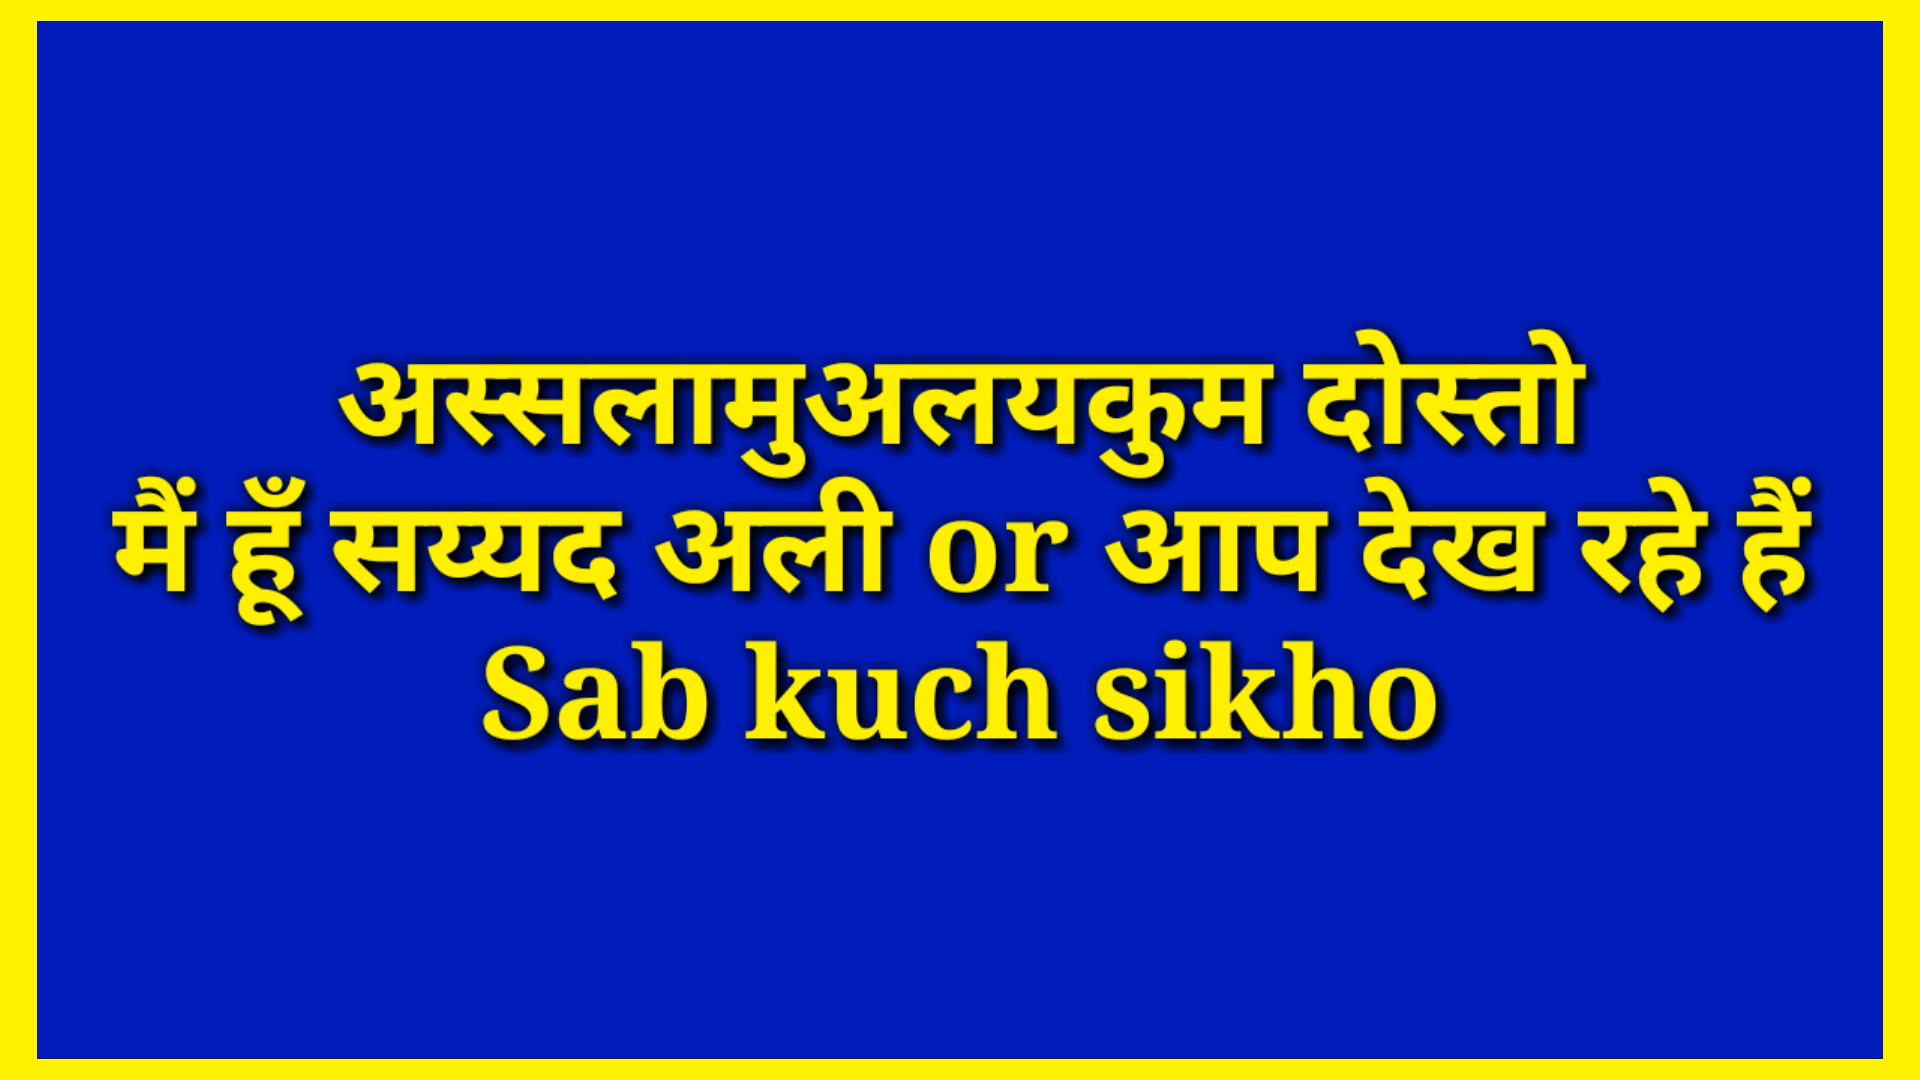 अस्सलामुअलयकुम दोस्तो
मैं हूँ सय्यद अली or आप देख रहे हैं
Sab kuch sikho